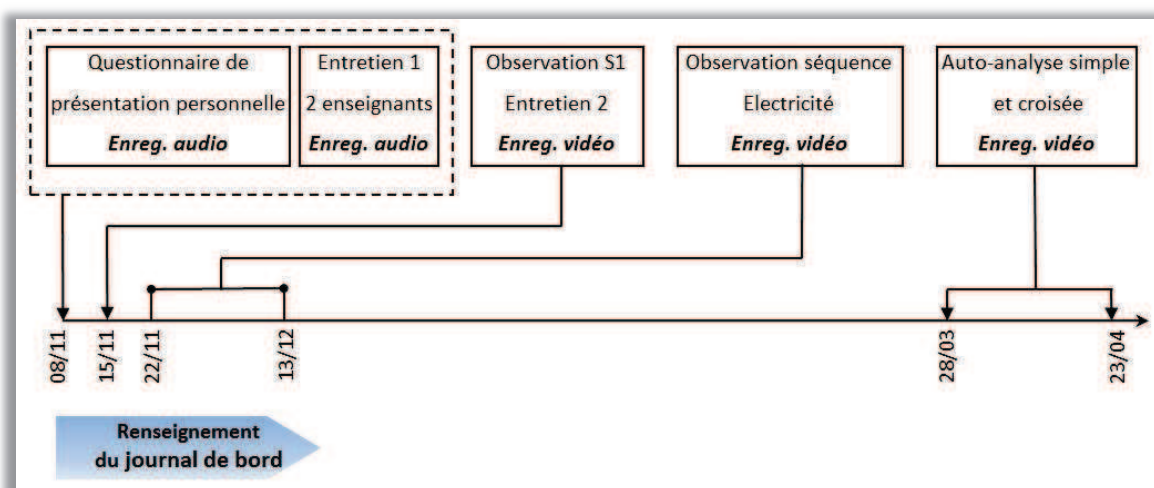 Questionnaire de
présentation personnelle
Enreg. audio
Entretien 1
2 enseignants
Enreg. audio
Observation S1
Entretien 2
Enreg. vidéo
Observation séquence
Electricité
Enreg. vidéo
Auto-analyse simple
et croisée
Enreg. vidéo
08/11
15/11
22/11
13/12
28/03
23/04
Renseignement
du journal de bord